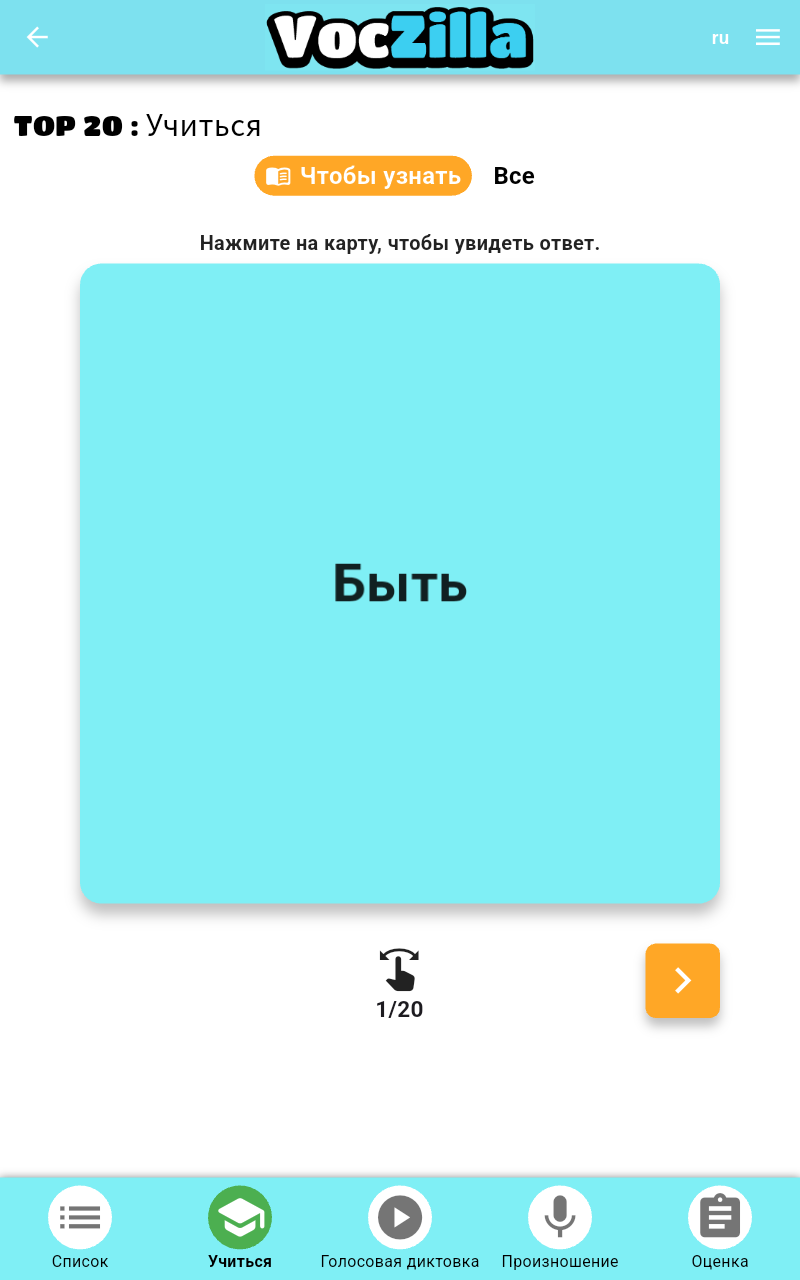 VocZilla
ru
TOP 20 : Учиться
Чтобы узнать Все
Нажмите на карту, чтобы увидеть ответ.
Быть
1/20
Список Учиться Голосовая диктовка Произношение Оценка